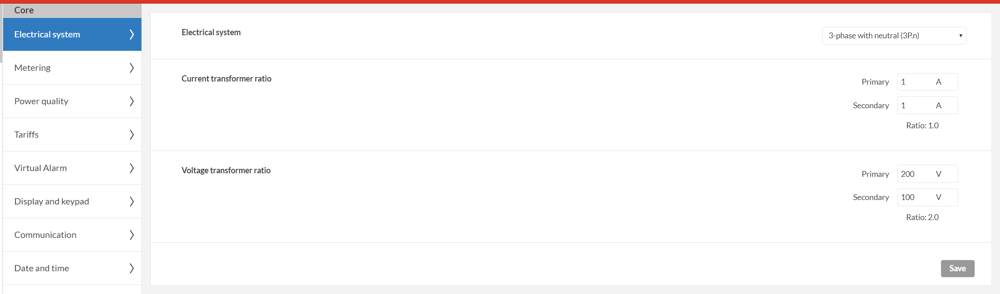 Core
Electrical system
Metering
Power quality
Tariffs
Virtual Alarm
Display and keypad
Communication
Date and time
Electrical system
3-phase with neutral (3P.n)
Current transformer ratio
Primary 1 A
Secondary 1 A
Ratio: 1.0
Voltage transformer ratio
Primary 200 V
Secondary 100 V
Ratio: 2.0
Save